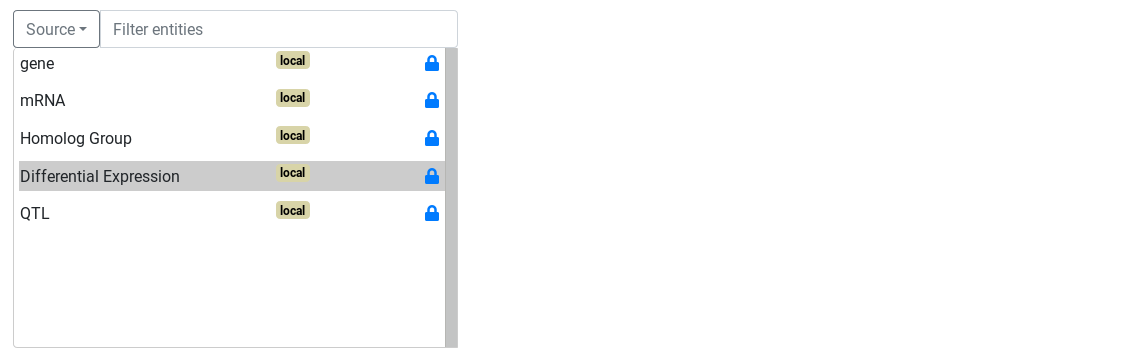 Source Filter entities
gene local
mRNA local
Homolog Group local
Differential Expression local
QTL local